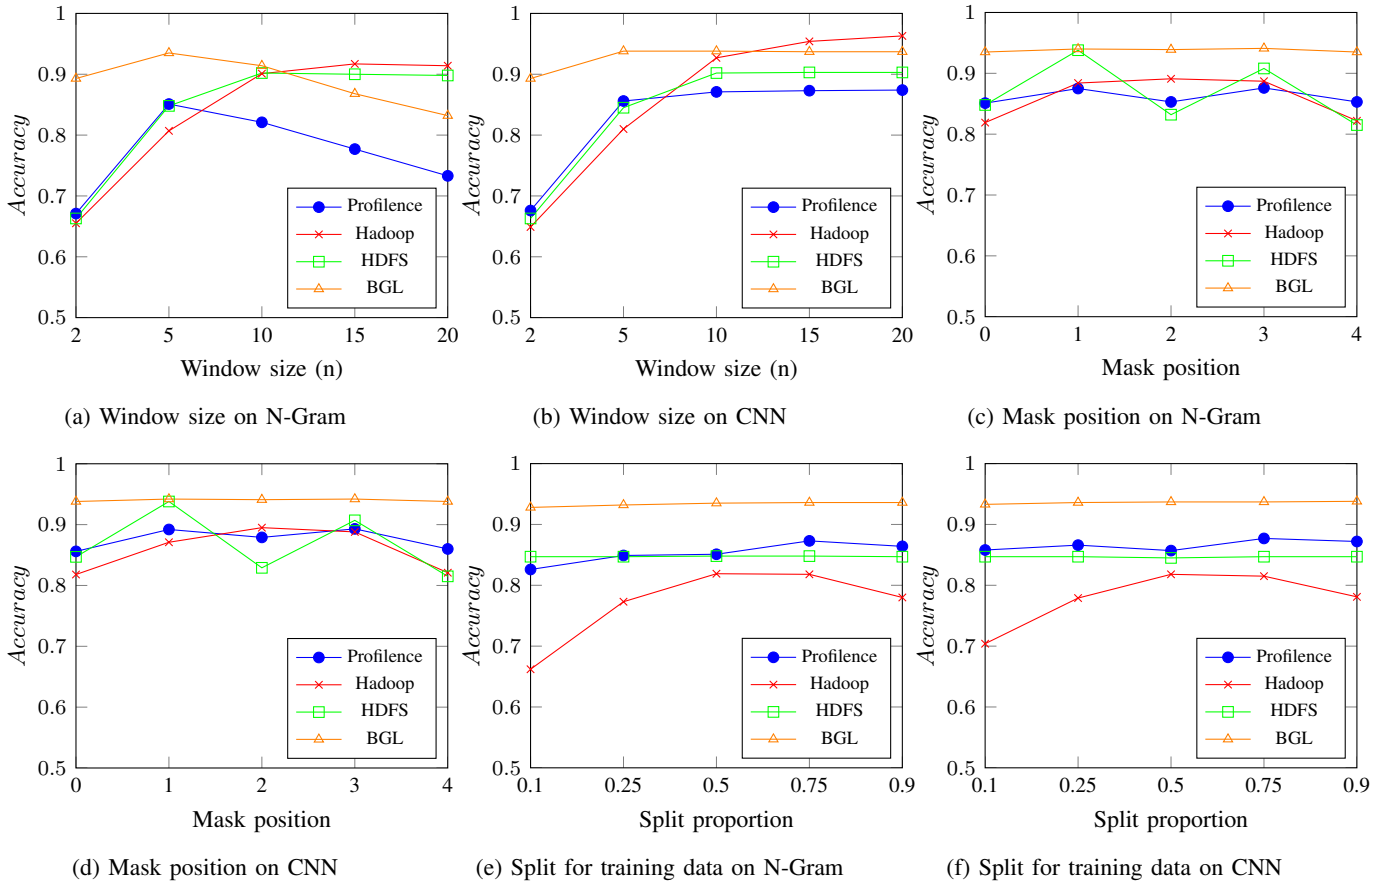 1
0.9
0.8
0.7
0.6
0.5
Accuracy
2 5 10 15 20
Window size (n)
Profilence
Hadoop
HDFS
BGL
(a) Window size on N-Gram
1
0.9
0.8
0.7
0.6
0.5
Accuracy
2 5 10 15 20
Window size (n)
Profilence
Hadoop
HDFS
BGL
(b) Window size on CNN
1
0.9
0.8
0.7
0.6
0.5
Accuracy
0 1 2 3 4
Mask position
Profilence
Hadoop
HDFS
BGL
(c) Mask position on N-Gram
1
0.9
0.8
0.7
0.6
0.5
Accuracy
0 1 2 3 4
Mask position
Profilence
Hadoop
HDFS
BGL
(d) Mask position on CNN
1
0.9
0.8
0.7
0.6
0.5
Accuracy
0.1 0.25 0.5 0.75 0.9
Split proportion
Profilence
Hadoop
HDFS
BGL
(e) Split for training data on N-Gram
1
0.9
0.8
0.7
0.6
0.5
Accuracy
0.1 0.25 0.5 0.75 0.9
Split proportion
Profilence
Hadoop
HDFS
BGL
(f) Split for training data on CNN